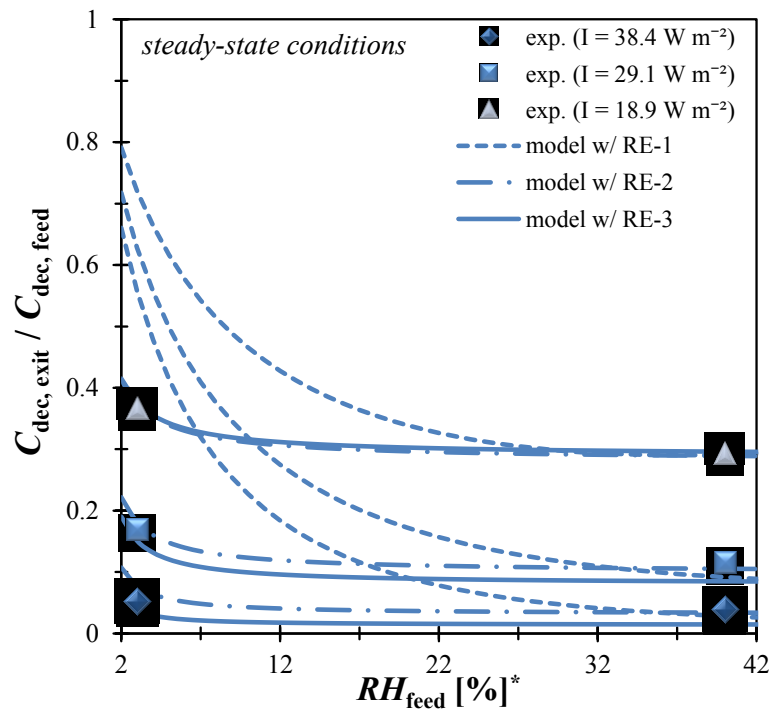 steady-state conditions
exp. (I = 38.4 W m⁻²)
exp. (I = 29.1 W m⁻²)
exp. (I = 18.9 W m⁻²)
model w/ RE-1
model w/ RE-2
model w/ RE-3
C_dec, exit / C_dec, feed
1
0.8
0.6
0.4
0.2
0
2 12 22 32 42
RH_feed [%]*